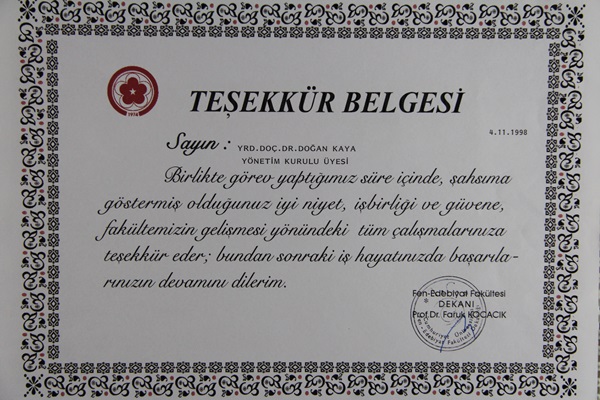 1974
TEŞEKKÜR BELGESİ
4.11.1998
Sayın : YRD.DOÇ.DR.DOĞAN KAYA
YÖNETİM KURULU ÜYESİ
Birlikte görev yaptığımız süre içinde, şahsıma
göstermiş olduğunuz iyi niyet, işbirliği ve güvene,
fakültemizin gelişmesi yönündeki tüm çalışmalarınıza
teşekkür eder; bundan sonraki iş hayatınızda başarıla-
rınızın devamını dilerim.
Fen-Edebiyat Fakültesi
DEKANI
Prof.Dr. Faruk KOCACIK